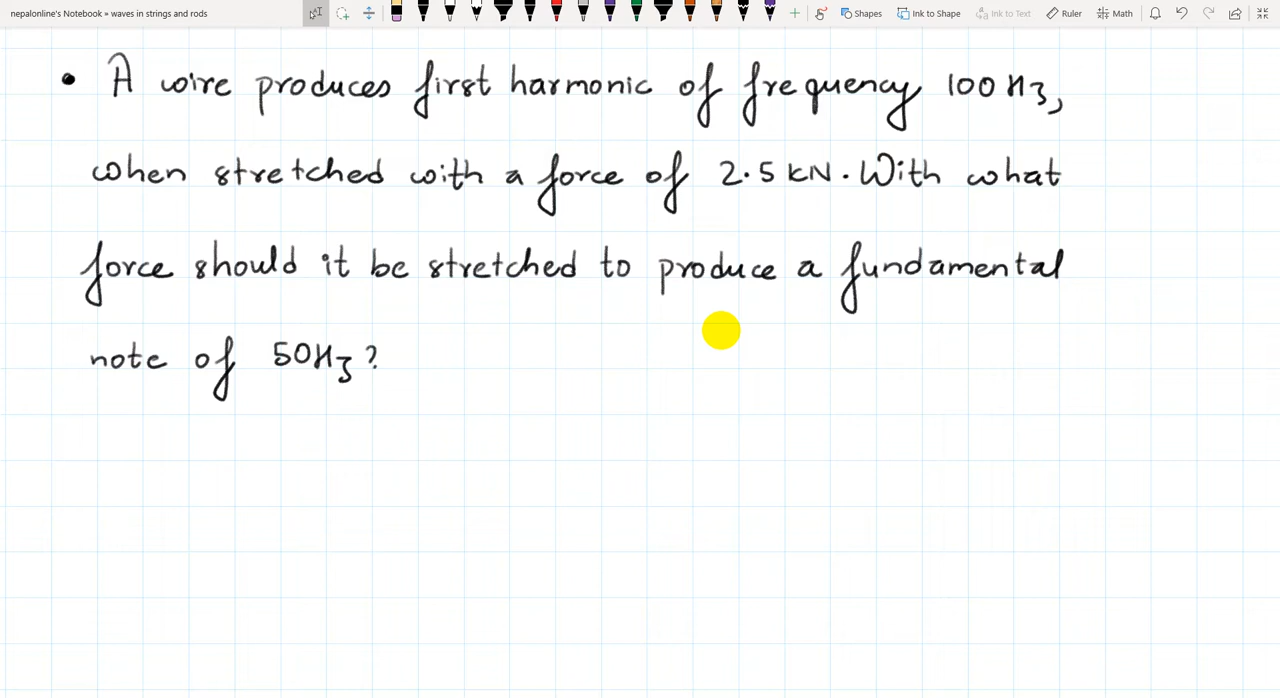 nepalonline's Notebook » waves in strings and rods
Shapes Ink to Shape Ink to Text Ruler Math
• A wire produces first harmonic of frequency 100 Hz,
when stretched with a force of 2.5 kN. With what
force should it be stretched to produce a fundamental
note of 50Hz?